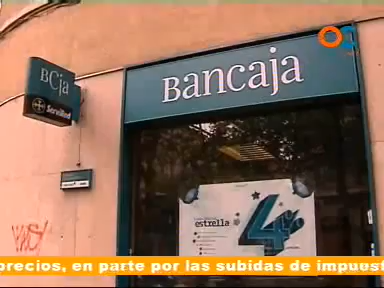 BCja
ServiRed
Bancaja
estrella
4%
precios, en parte por las subidas de impuest